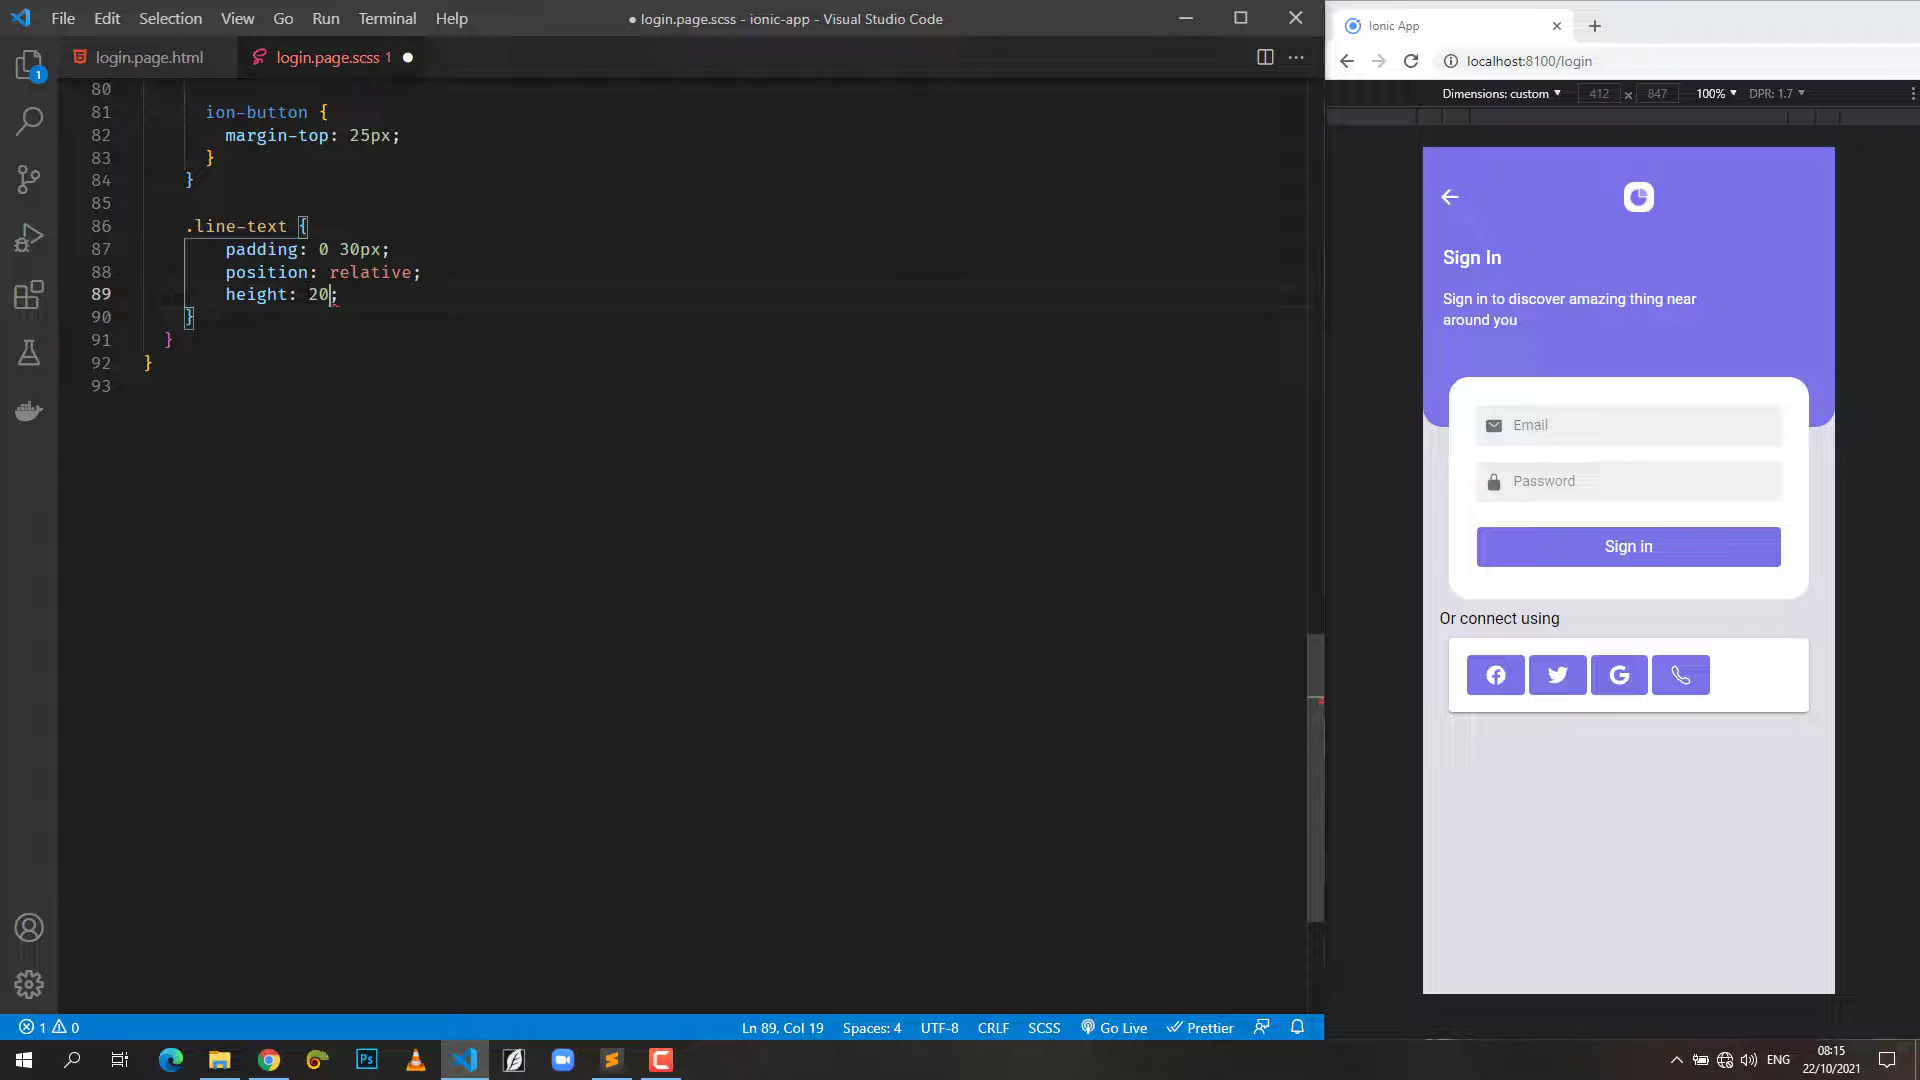 File Edit Selection View Go Run Terminal Help
● login.page.scss - ionic-app - Visual Studio Code
login.page.html
login.page.scss 1
80
81 ion-button {
82 margin-top: 25px;
83 }
84 }
85
86 .line-text {
87 padding: 0 30px;
88 position: relative;
89 height: 20;
90 }
91 }
92 }
93
1
1 0
Ln 89, Col 19 Spaces: 4 UTF-8 CRLF SCSS Go Live Prettier
Ionic App
localhost:8100/login
Dimensions: custom 412 x 847 100% DPR: 1.7
Sign In
Sign in to discover amazing thing near
around you
Email
Password
Sign in
Or connect using
Ps
ENG
08:15
22/10/2021